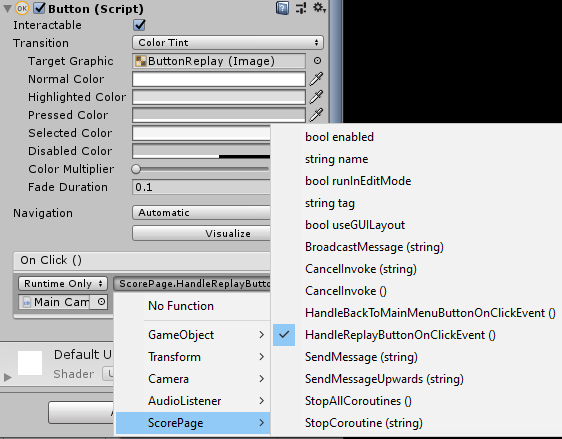 OK Button (Script)
Interactable
Transition Color Tint
Target Graphic ButtonReplay (Image)
Normal Color
Highlighted Color
Pressed Color
Selected Color
Disabled Color
Color Multiplier
Fade Duration 0.1
Navigation Automatic
Visualize
On Click ()
Runtime Only ScorePage.HandleReplayButto
Main Cam
No Function
GameObject
Transform
Camera
AudioListener
ScorePage
bool enabled
string name
bool runInEditMode
string tag
bool useGUILayout
BroadcastMessage (string)
CancelInvoke (string)
CancelInvoke ()
HandleBackToMainMenuButtonOnClickEvent ()
HandleReplayButtonOnClickEvent ()
SendMessage (string)
SendMessageUpwards (string)
StopAllCoroutines ()
StopCoroutine (string)
Default U
Shader U
A